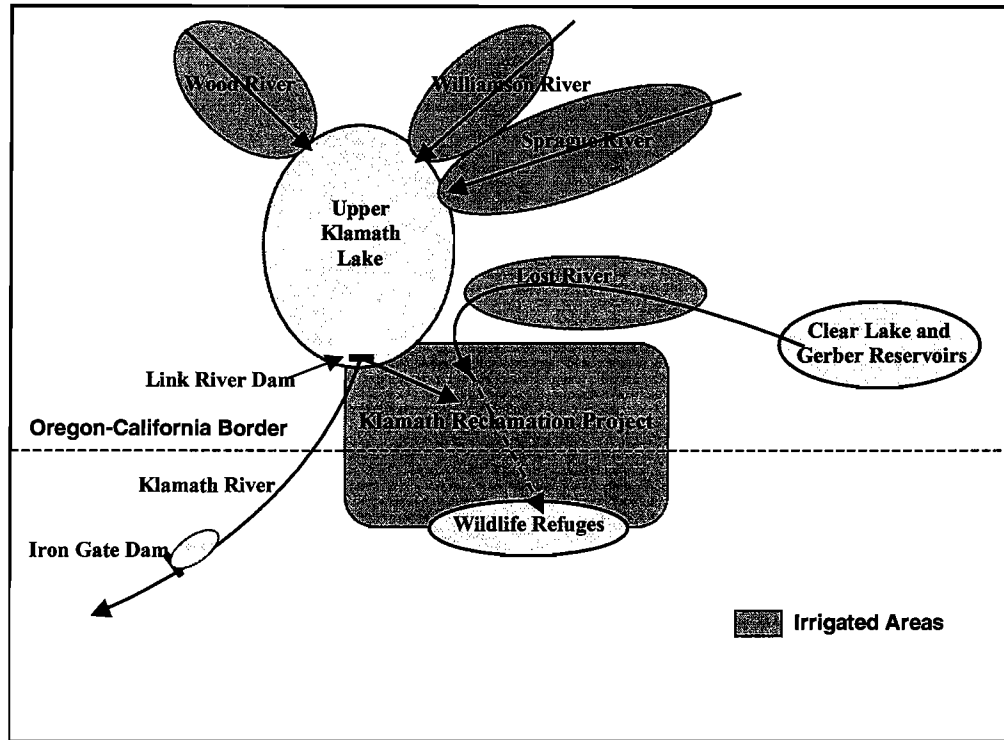 Wood River
Williamson River
Sprague River
Upper
Klamath
Lake
Lost River
Clear Lake and
Gerber Reservoirs
Link River Dam
Klamath Reclamation Project
Oregon-California Border
Klamath River
Wildlife Refuges
Iron Gate Dam
Irrigated Areas